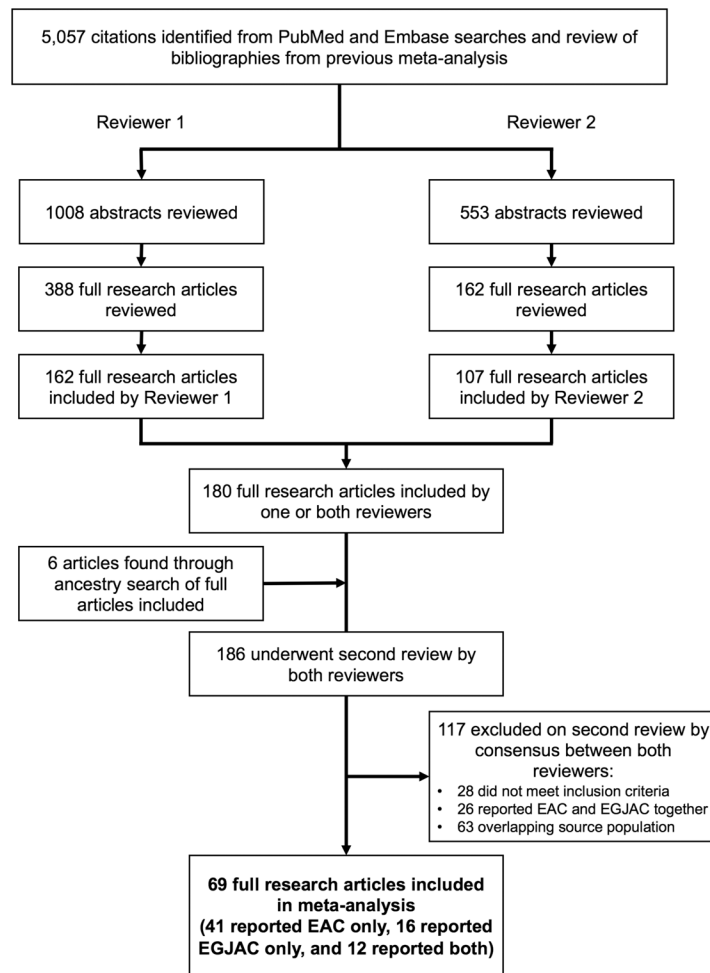 5,057 citations identified from PubMed and Embase searches and review of
bibliographies from previous meta-analysis
Reviewer 1
Reviewer 2
1008 abstracts reviewed
553 abstracts reviewed
388 full research articles
reviewed
162 full research articles
reviewed
162 full research articles
included by Reviewer 1
107 full research articles
included by Reviewer 2
180 full research articles included by
one or both reviewers
6 articles found through
ancestry search of full
articles included
186 underwent second review by
both reviewers
117 excluded on second review by
consensus between both
reviewers:
• 28 did not meet inclusion criteria
• 26 reported EAC and EGJAC together
• 63 overlapping source population
69 full research articles included
in meta-analysis
(41 reported EAC only, 16 reported
EGJAC only, and 12 reported both)